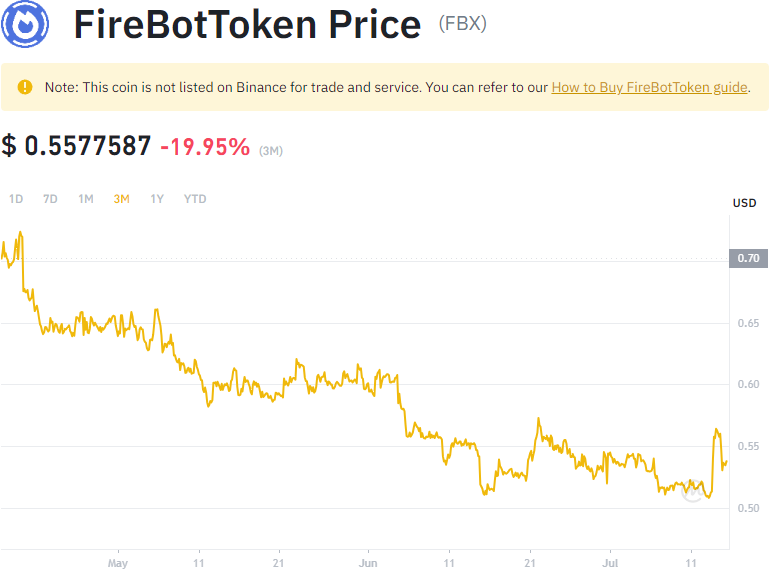 FireBotToken Price (FBX)
Note: This coin is not listed on Binance for trade and service. You can refer to our How to Buy FireBotToken guide.
$ 0.5577587 -19.95% (3M)
1D 7D 1M 3M 1Y YTD
USD
0.70
0.65
0.60
0.55
0.50
May 11 21 Jun 11 21 Jul 11